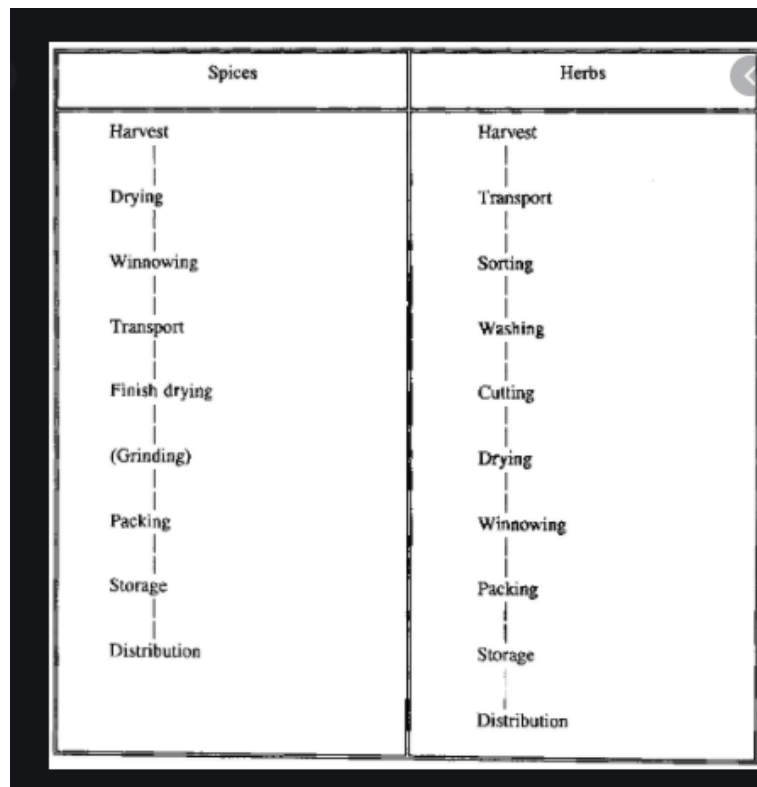 Spices
Herbs
Harvest
Drying
Winnowing
Transport
Finish drying
(Grinding)
Packing
Storage
Distribution
Harvest
Transport
Sorting
Washing
Cutting
Drying
Winnowing
Packing
Storage
Distribution